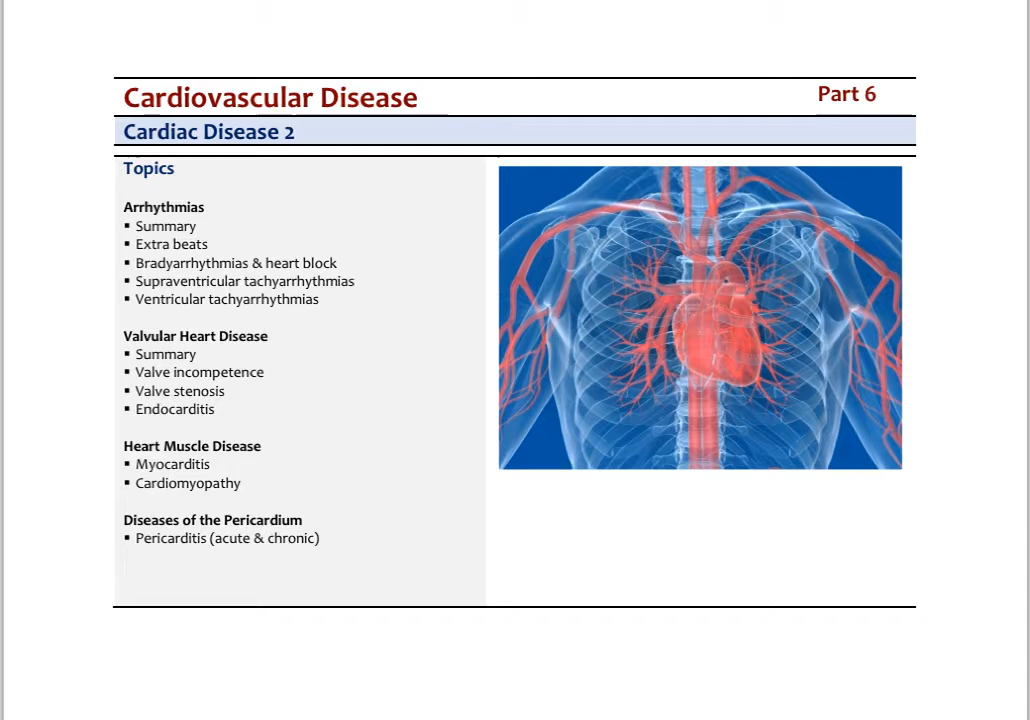 Cardiovascular Disease
Part 6
Cardiac Disease 2
Topics
Arrhythmias
▪ Summary
▪ Extra beats
▪ Bradyarrhythmias & heart block
▪ Supraventricular tachyarrhythmias
▪ Ventricular tachyarrhythmias
Valvular Heart Disease
▪ Summary
▪ Valve incompetence
▪ Valve stenosis
▪ Endocarditis
Heart Muscle Disease
▪ Myocarditis
▪ Cardiomyopathy
Diseases of the Pericardium
▪ Pericarditis (acute & chronic)